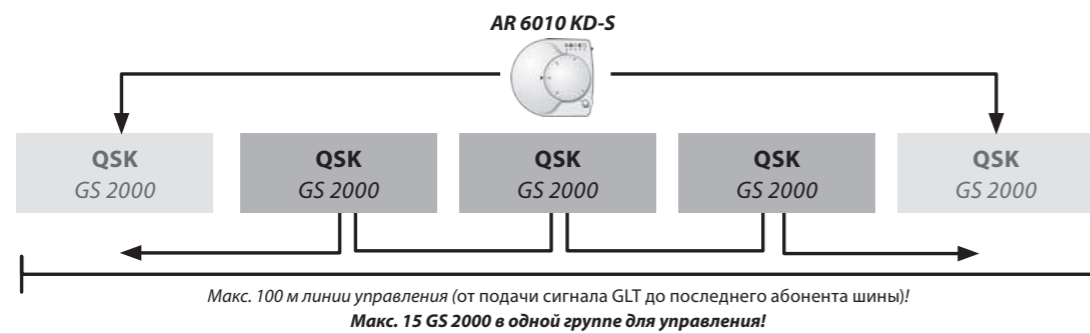 AR 6010 KD-S
QSK QSK QSK QSK QSK
GS 2000 GS 2000 GS 2000 GS 2000 GS 2000
Макс. 100 м линии управления (от подачи сигнала GLT до последнего абонента шины)!
Макс. 15 GS 2000 в одной группе для управления!